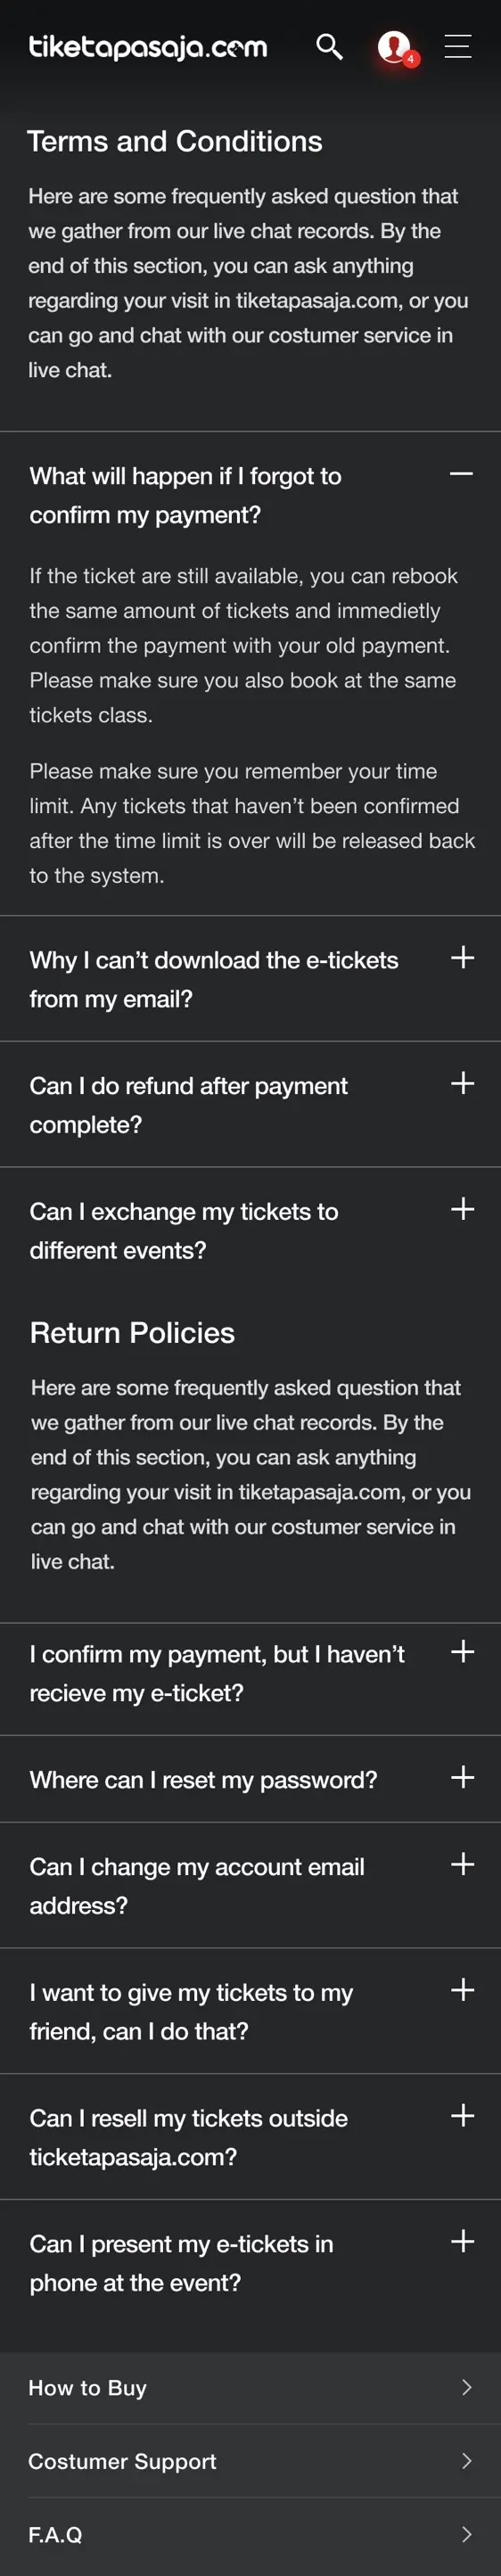 tiketapasaja.com
4
Terms and Conditions
Here are some frequently asked question that
we gather from our live chat records. By the
end of this section, you can ask anything
regarding your visit in tiketapasaja.com, or you
can go and chat with our costumer service in
live chat.
What will happen if I forgot to
confirm my payment?
If the ticket are still available, you can rebook
the same amount of tickets and immedietly
confirm the payment with your old payment.
Please make sure you also book at the same
tickets class.
Please make sure you remember your time
limit. Any tickets that haven’t been confirmed
after the time limit is over will be released back
to the system.
Why I can’t download the e-tickets
from my email?
Can I do refund after payment
complete?
Can I exchange my tickets to
different events?
Return Policies
Here are some frequently asked question that
we gather from our live chat records. By the
end of this section, you can ask anything
regarding your visit in tiketapasaja.com, or you
can go and chat with our costumer service in
live chat.
I confirm my payment, but I haven’t
recieve my e-ticket?
Where can I reset my password?
Can I change my account email
address?
I want to give my tickets to my
friend, can I do that?
Can I resell my tickets outside
ticketapasaja.com?
Can I present my e-tickets in
phone at the event?
How to Buy
Costumer Support
F.A.Q